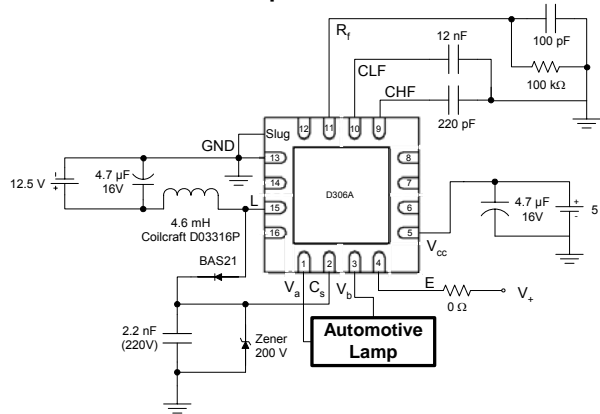 Rf
100 pF
100 kΩ
12 nF
CLF
CHF
220 pF
GND
Slug
12
11
10
9
13
14
15
16
8
7
6
5
1
2
3
4
D306A
12.5 V
4.7 µF
16V
L
4.6 mH
Coilcraft D03316P
BAS21
+
-
4.7 µF
16V
5
Vcc
Va
Cs
Vb
E
0 Ω
V+
2.2 nF
(220V)
Zener
200 V
Automotive
Lamp